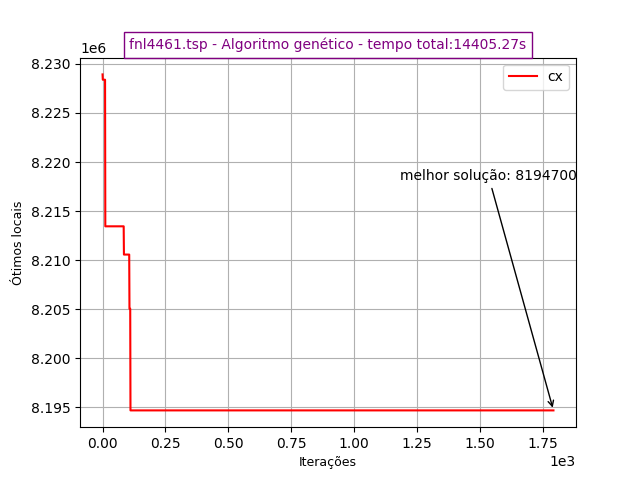 fnl4461.tsp - Algoritmo genético - tempo total:14405.27s
1e6
8.230
8.225
8.220
8.215
8.210
8.205
8.200
8.195
Ótimos locais
cx
melhor solução: 8194700
0.00 0.25 0.50 0.75 1.00 1.25 1.50 1.75
1e3
Iterações